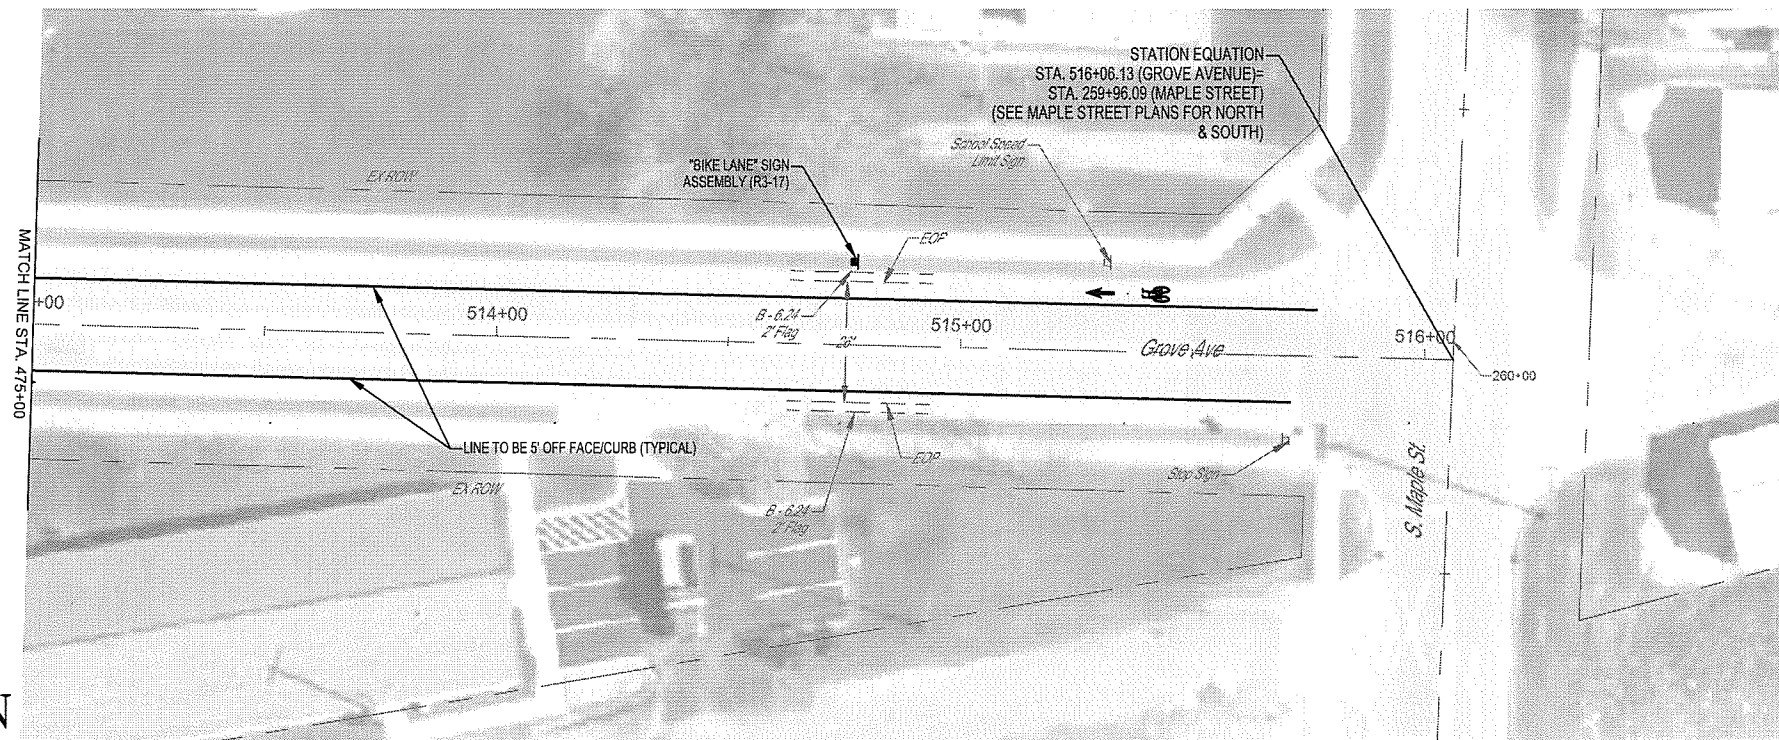 STATION EQUATION
STA. 516+06.13 (GROVE AVENUE)=
STA. 259+96.09 (MAPLE STREET)
(SEE MAPLE STREET PLANS FOR NORTH
& SOUTH)
School Speed
Limit Sign
"BIKE LANE" SIGN
ASSEMBLY (R3-17)
EX ROW
EOP
MATCH LINE STA. 475+00
+00
514+00
B - 6.24
2' Flag
26'
515+00
Grove Ave
516+00
260+00
LINE TO BE 5' OFF FACE/CURB (TYPICAL)
EOP
Stop Sign
S. Maple St.
EX ROW
B - 6.24
2' Flag
N